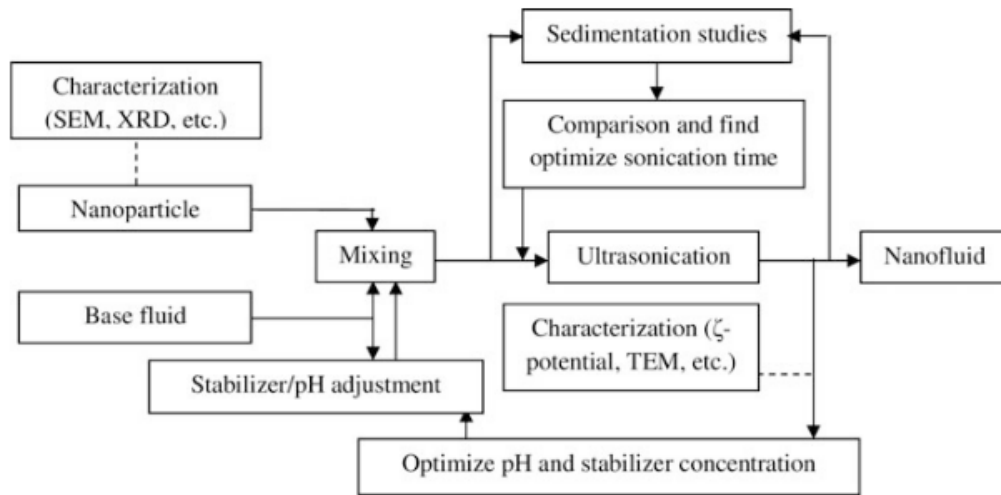 Sedimentation studies
Characterization
(SEM, XRD, etc.)
Comparison and find
optimize sonication time
Nanoparticle
Mixing
Ultrasonication
Nanofluid
Base fluid
Characterization (ζ-
potential, TEM, etc.)
Stabilizer/pH adjustment
Optimize pH and stabilizer concentration